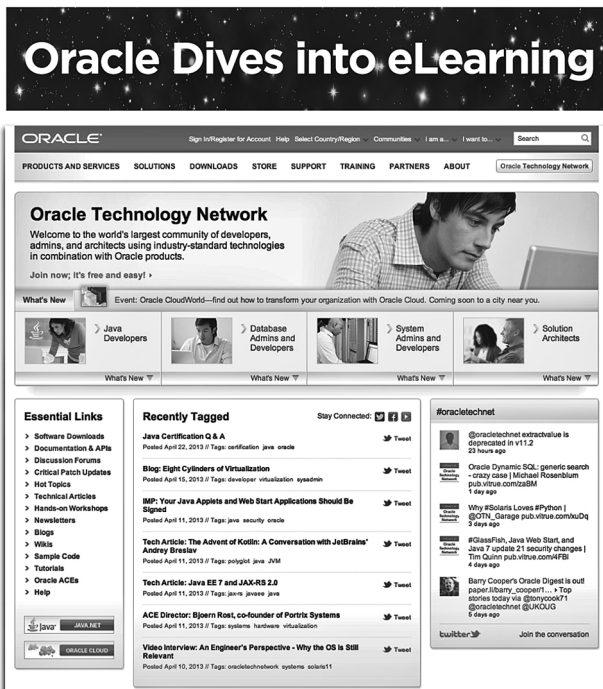 Oracle Dives into eLearning
ORACLE
Sign In/Register for Account Help Select Country/Region Communities I am a... I want to... Search
PRODUCTS AND SERVICES SOLUTIONS DOWNLOADS STORE SUPPORT TRAINING PARTNERS ABOUT Oracle Technology Network
Oracle Technology Network
Welcome to the world's largest community of developers,
admins, and architects using industry-standard technologies
in combination with Oracle products.
Join now; it's free and easy!
What's New Event: Oracle CloudWorld—find out how to transform your organization with Oracle Cloud. Coming soon to a city near you.
Java
Developers
What's New
Database
Admins and
Developers
What's New
System
Admins and
Developers
What's New
Solution
Architects
What's New
Essential Links
Software Downloads
Documentation & APIs
Discussion Forums
Critical Patch Updates
Hot Topics
Technical Articles
Hands-on Workshops
Newsletters
Blogs
Wikis
Sample Code
Tutorials
Oracle ACEs
Help
Java JAVA.NET
ORACLE CLOUD
Recently Tagged Stay Connected:
Java Certification Q & A Tweet
Posted April 22, 2013 // Tags: certification java oracle
Blog: Eight Cylinders of Virtualization Tweet
Posted April 15, 2013 // Tags: developer virtualization sysadmin
IMP: Your Java Applets and Web Start Applications Should Be Tweet
Signed
Posted April 11, 2013 // Tags: java security oracle
Tech Article: The Advent of Kotlin: A Conversation with JetBrains' Tweet
Andrey Breslav
Posted April 11, 2013 // Tags: polyglot java JVM
Tech Article: Java EE 7 and JAX-RS 2.0 Tweet
Posted April 11, 2013 // Tags: jax-rs javaee java
ACE Director: Bjoern Rost, co-founder of Portrix Systems Tweet
Posted April 11, 2013 // Tags: systems hardware virtualization
Video Interview: An Engineer's Perspective - Why the OS Is Still Tweet
Relevant
Posted April 10, 2013 // Tags: oracletechnetwork systems solaris11
#oracletechnet
@oracletechnet extractvalue is
deprecated in v11.2
23 hours ago
Oracle Dynamic SQL: generic search
- crazy case | Michael Rosenblum
pub.vitrue.com/zaBM
1 day ago
Why #Solaris Loves #Python |
@OTN_Garage pub.vitrue.com/xuDq
3 days ago
#GlassFish, Java Web Start, and
Java 7 update 21 security changes |
Tim Quinn pub.vitrue.com/4FBI
4 days ago
Barry Cooper's Oracle Digest is out!
paper.li/barry_cooper/1... Top
stories today via @tonycook71
@oracletechnet @UKOUG
5 days ago
twitter Join the conversation